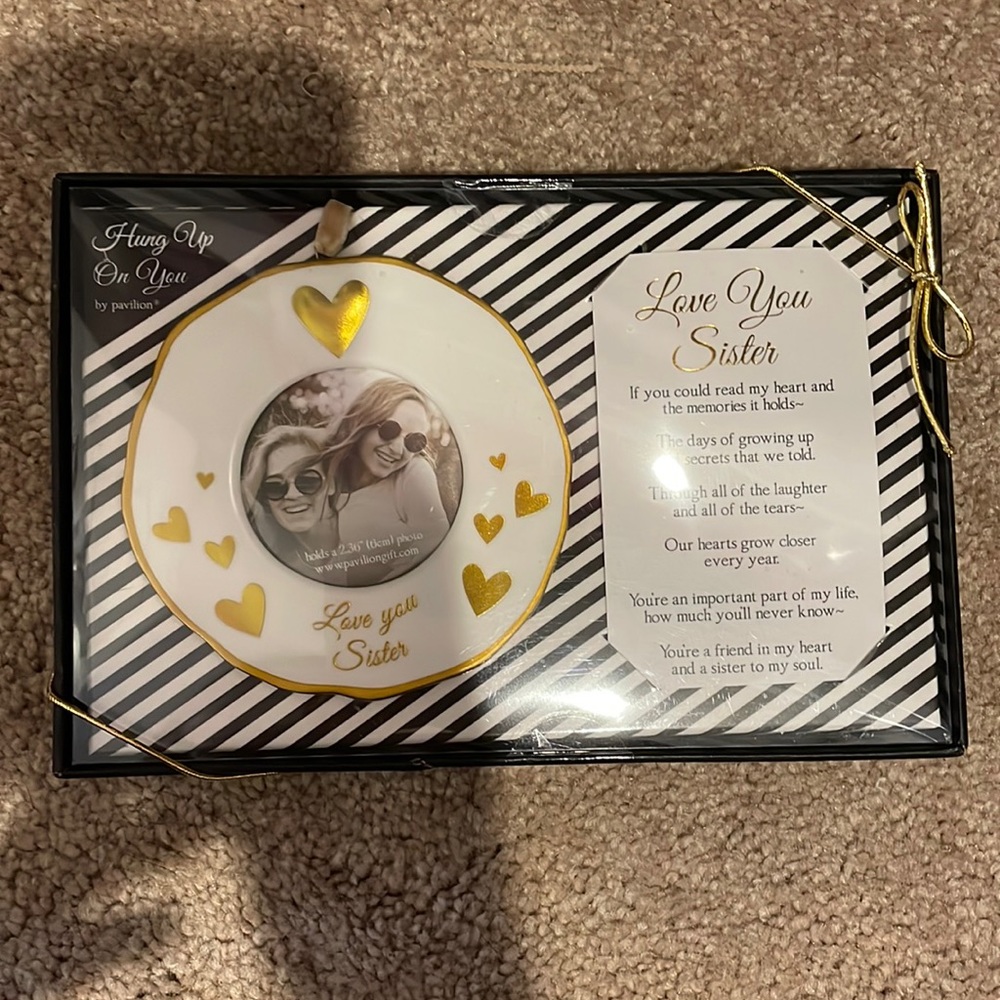 Hung Up
On You
by pavilion®
holds a 2.36" (6cm) photo
www.paviliongift.com
Love you
Sister
Love You
Sister
If you could read my heart and
the memories it holds~
The days of growing up
secrets that we told.
Through all of the laughter
and all of the tears~
Our hearts grow closer
every year.
You're an important part of my life,
how much you'll never know~
You're a friend in my heart
and a sister to my soul.